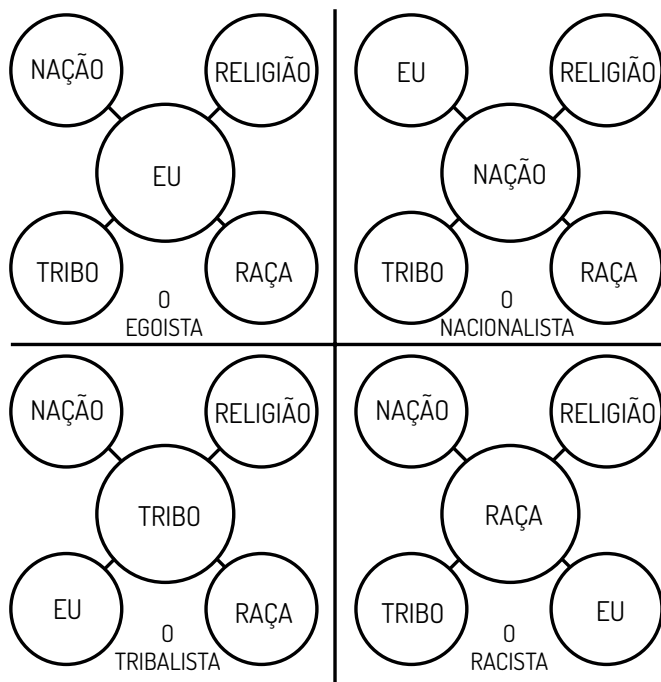 NAÇÃO
RELIGIÃO
EU
TRIBO
RAÇA
O
EGOISTA
EU
RELIGIÃO
NAÇÃO
TRIBO
RAÇA
O
NACIONALISTA
NAÇÃO
RELIGIÃO
TRIBO
EU
RAÇA
O
TRIBALISTA
NAÇÃO
RELIGIÃO
RAÇA
TRIBO
EU
O
RACISTA